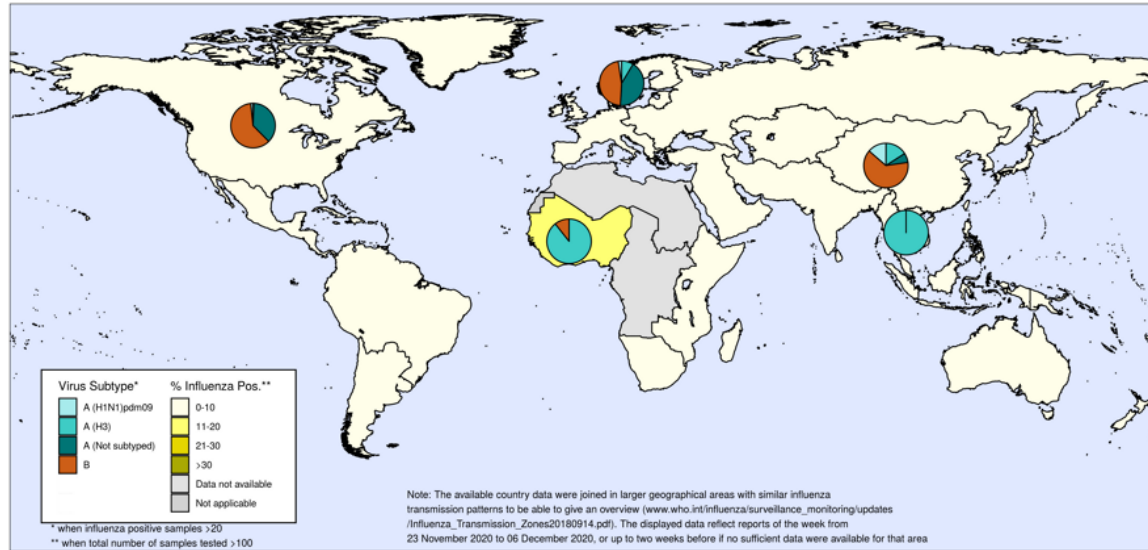 Virus Subtype*
A (H1N1)pdm09
A (H3)
A (Not subtyped)
B
% Influenza Pos.**
0-10
11-20
21-30
>30
Data not available
Not applicable
* when influenza positive samples >20
** when total number of samples tested >100
Note: The available country data were joined in larger geographical areas with similar influenza
transmission patterns to be able to give an overview (www.who.int/influenza/surveillance_monitoring/updates
/Influenza_Transmission_Zones20180914.pdf). The displayed data reflect reports of the week from
23 November 2020 to 06 December 2020, or up to two weeks before if no sufficient data were available for that area